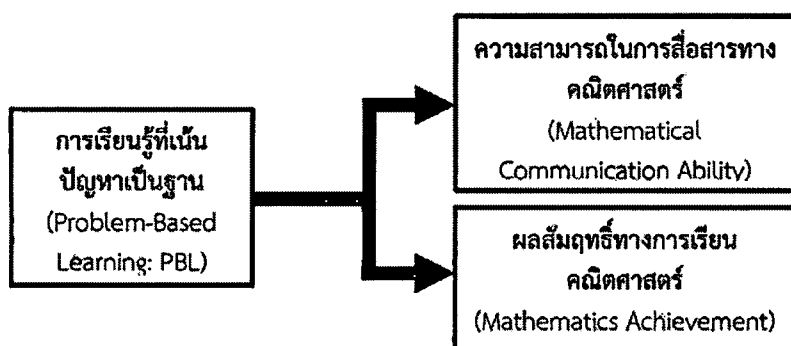 การเรียนรู้ที่เน้น
ปัญหาเป็นฐาน
(Problem-Based
Learning: PBL)
ความสามารถในการสื่อสารทาง
คณิตศาสตร์
(Mathematical
Communication Ability)
ผลสัมฤทธิ์ทางการเรียน
คณิตศาสตร์
(Mathematics Achievement)